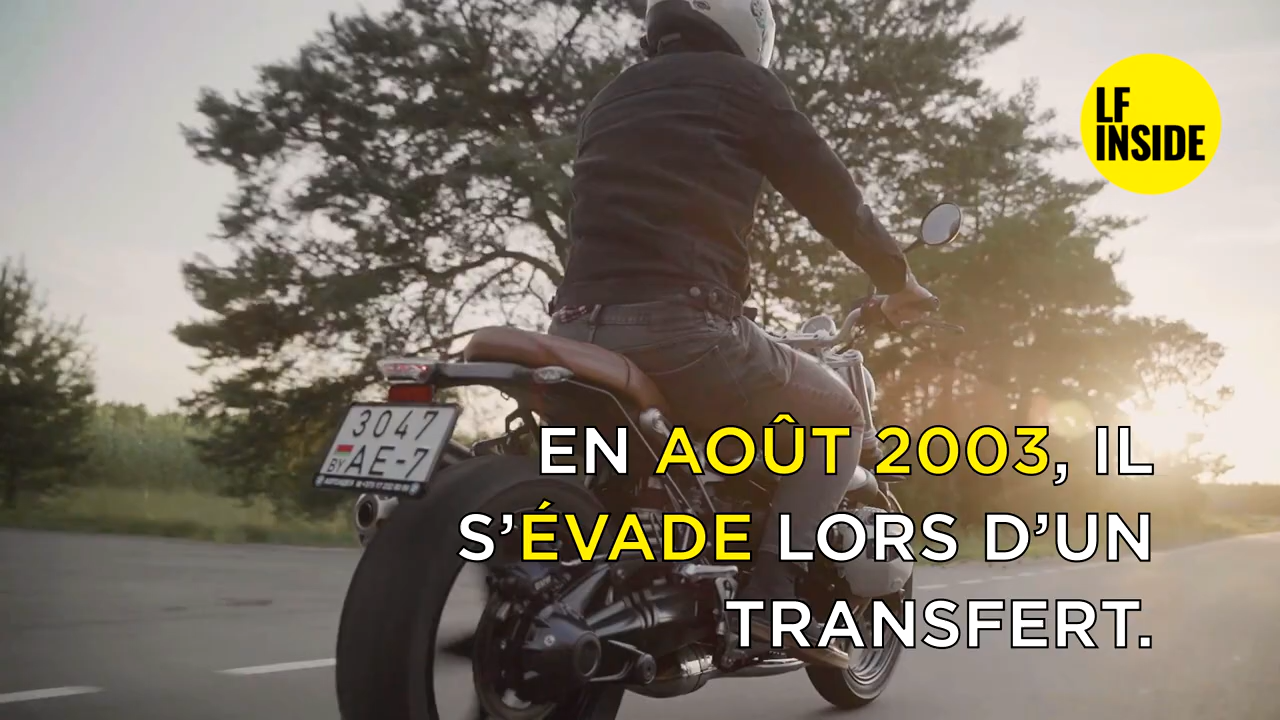 LF
INSIDE
3047
BY AE-7
EN AOÛT 2003, IL
S’ÉVADE LORS D’UN
TRANSFERT.